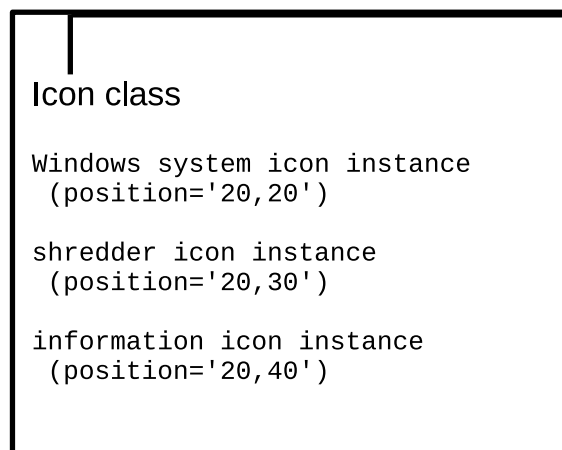 Icon class
Windows system icon instance
(position='20,20')
shredder icon instance
(position='20,30')
information icon instance
(position='20,40')